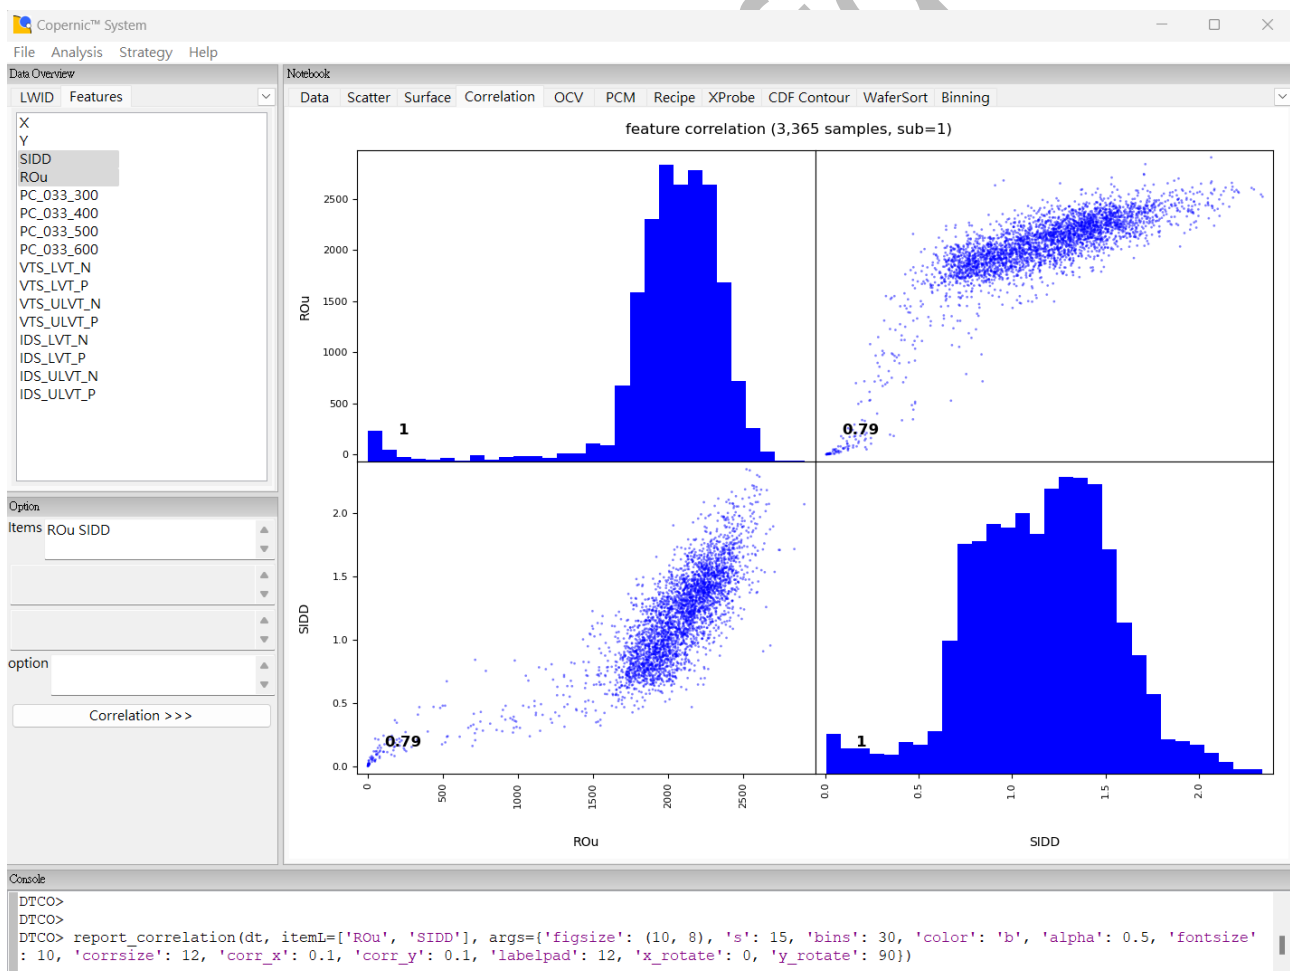 Copernic™ System
File Analysis Strategy Help
Data Overview
LWID Features
X
Y
SIDD
ROu
PC_033_300
PC_033_400
PC_033_500
PC_033_600
VTS_LVT_N
VTS_LVT_P
VTS_ULVT_N
VTS_ULVT_P
IDS_LVT_N
IDS_LVT_P
IDS_ULVT_N
IDS_ULVT_P
Option
Items ROu SIDD
option
Correlation >>>
Notebook
Data Scatter Surface Correlation OCV PCM Recipe XProbe CDF Contour WaferSort Binning
feature correlation (3,365 samples, sub=1)
2500
2000
1500
1000
500
0
ROu
1
0.79
2.0
1.5
1.0
0.5
0.0
SIDD
0.79
1
0 500 1000 1500 2000 2500
0.0 0.5 1.0 1.5 2.0
ROu
SIDD
Console
DTCO>
DTCO>
DTCO> report_correlation(dt, itemL=['ROu', 'SIDD'], args={'figsize': (10, 8), 's': 15, 'bins': 30, 'color': 'b', 'alpha': 0.5, 'fontsize'
: 10, 'corrsize': 12, 'corr_x': 0.1, 'corr_y': 0.1, 'labelpad': 12, 'x_rotate': 0, 'y_rotate': 90})